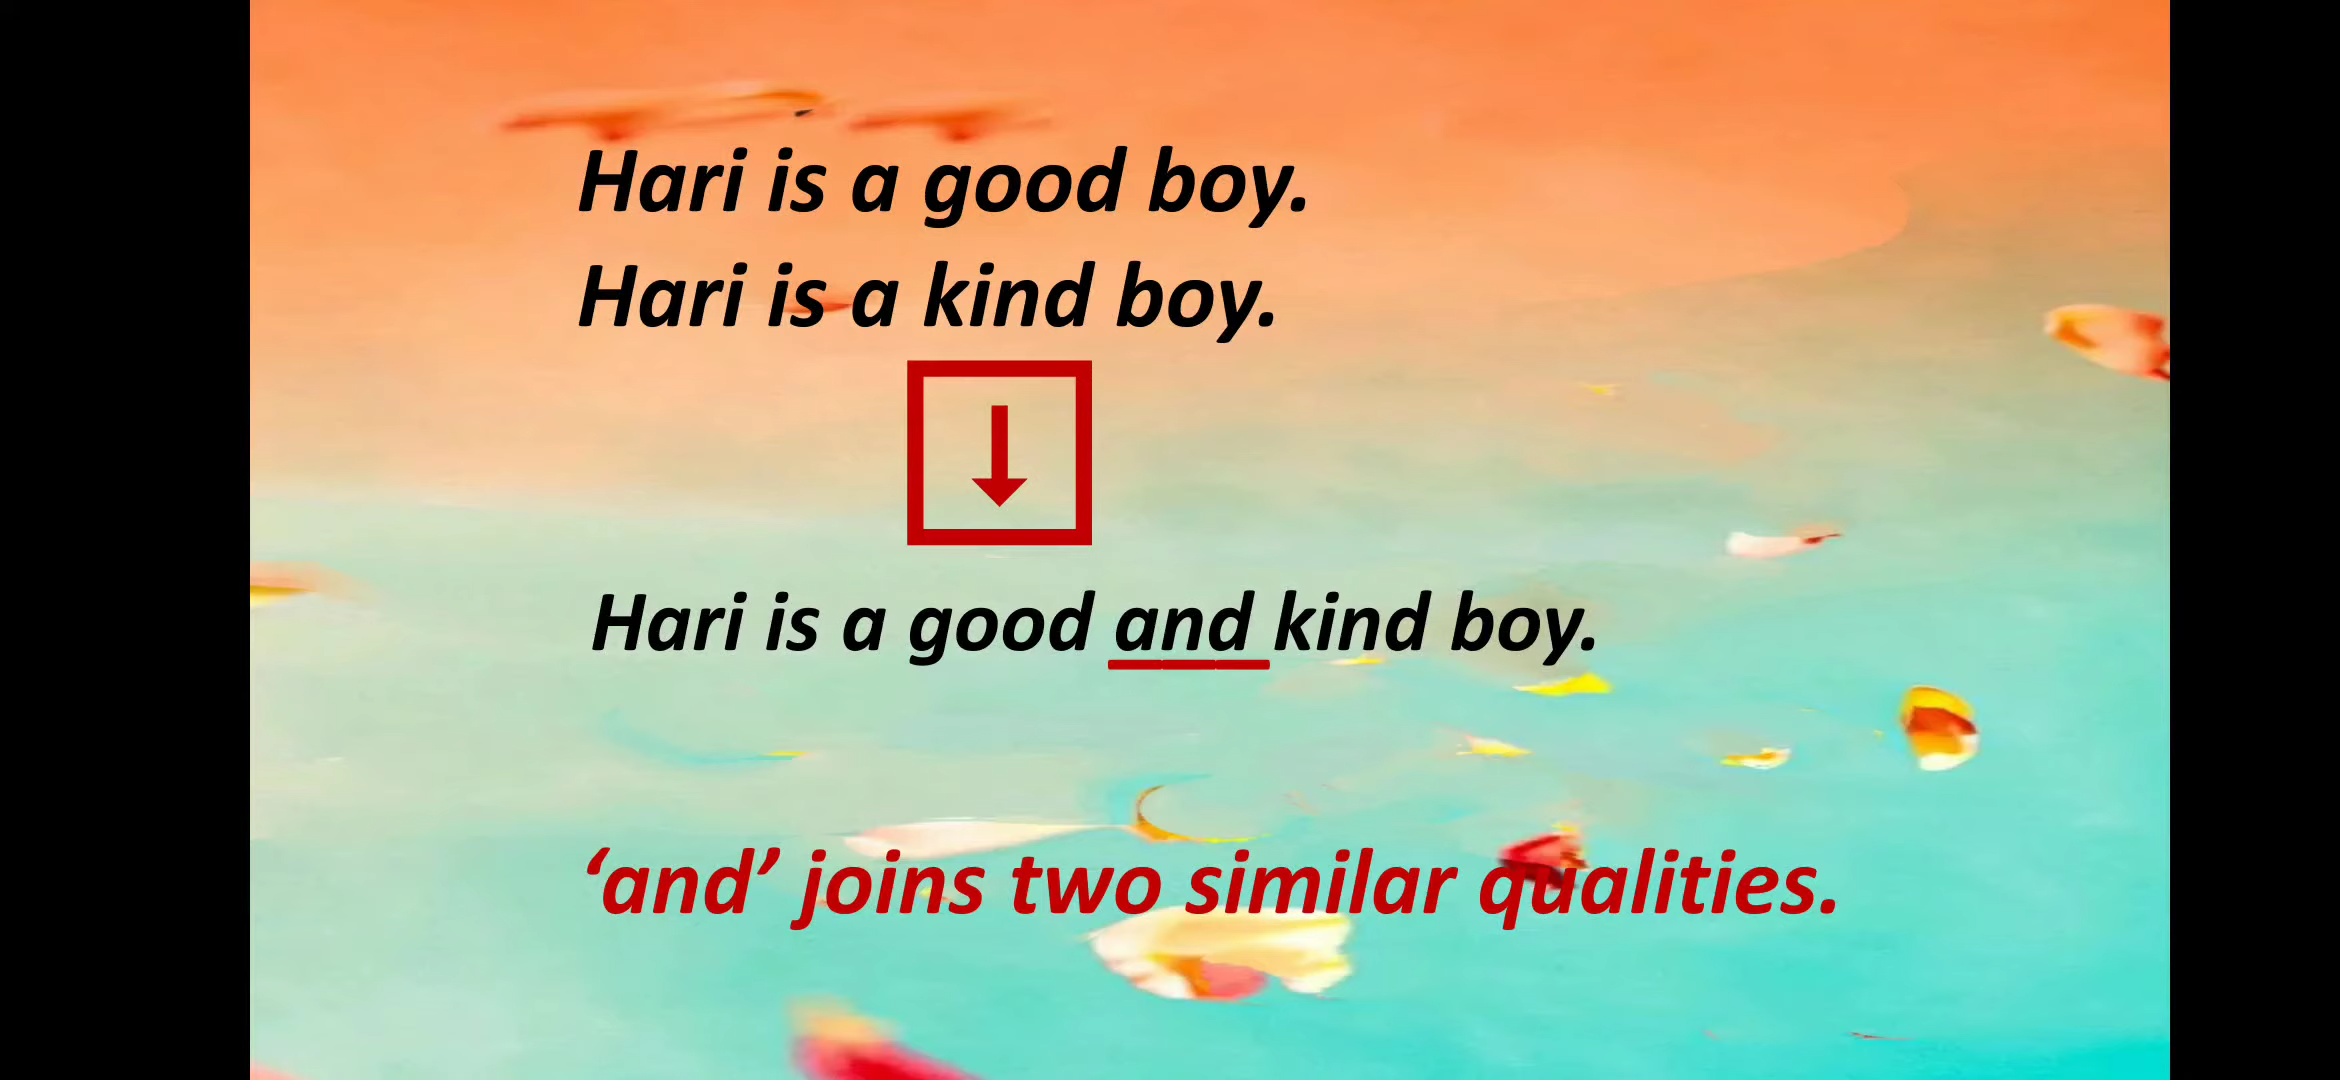 Hari is a good boy.
Hari is a kind boy.
Hari is a good and kind boy.
‘and’ joins two similar qualities.